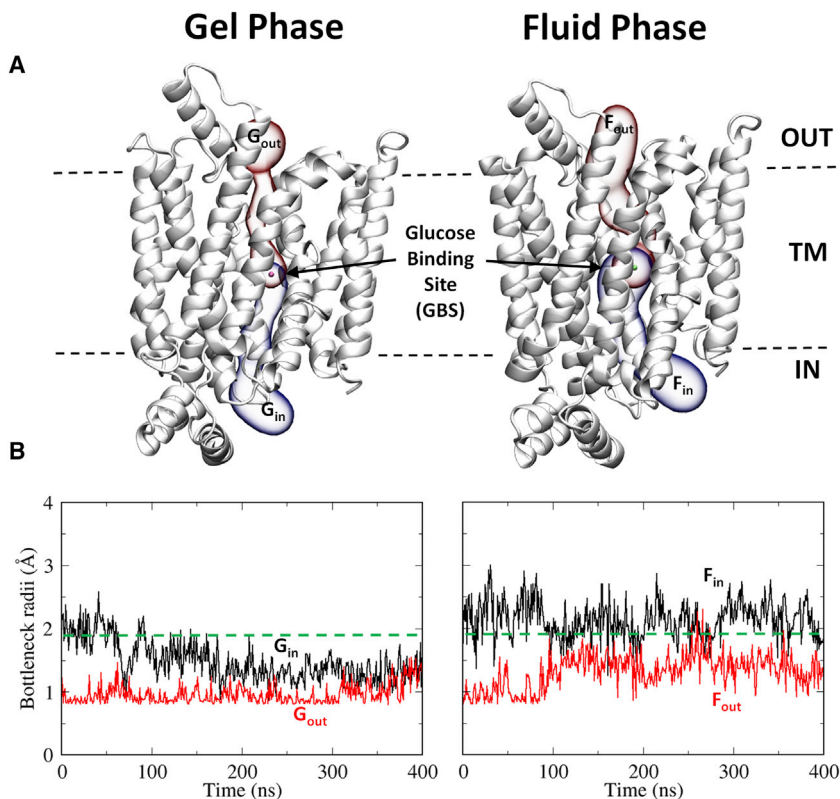 Gel Phase
Fluid Phase
A
Gout
Fout
OUT
Glucose
Binding
Site
(GBS)
TM
IN
Gin
Fin
B
4
3
2
1
0
Bottleneck radii (Å)
Gin
Gout
0
100
200
300
400
Time (ns)
Fin
Fout
0
100
200
300
400
Time (ns)